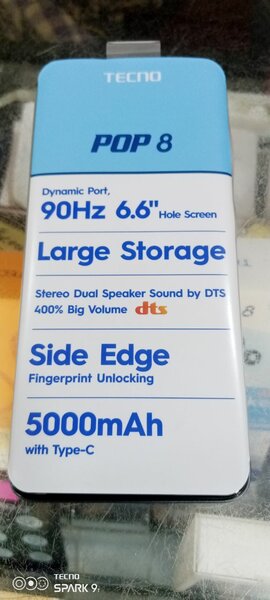 TECNO
POP 8
Dynamic Port,
90Hz 6.6" Hole Screen
Large Storage
Stereo Dual Speaker Sound by DTS
400% Big Volume dts
Side Edge
Fingerprint Unlocking
5000mAh
with Type-C
8
TECNO
SPARK 9